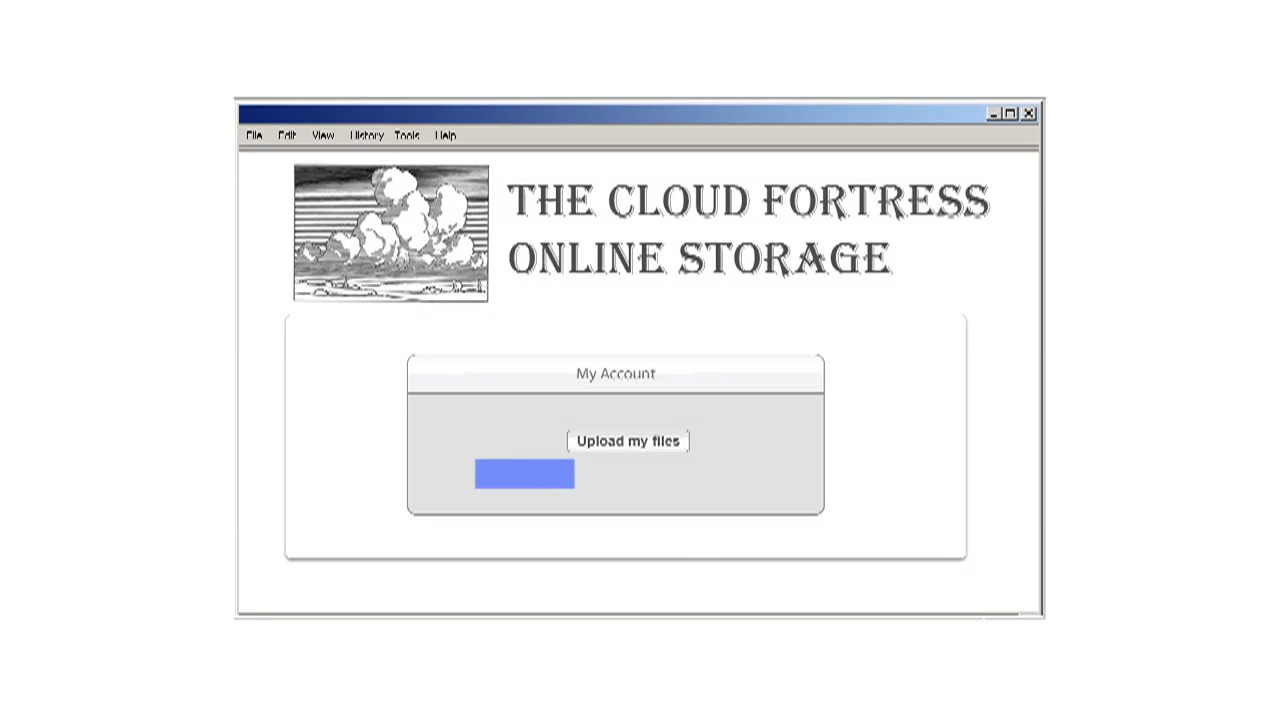 File Edit View History Tools Help
THE CLOUD FORTRESS
ONLINE STORAGE
My Account
Upload my files